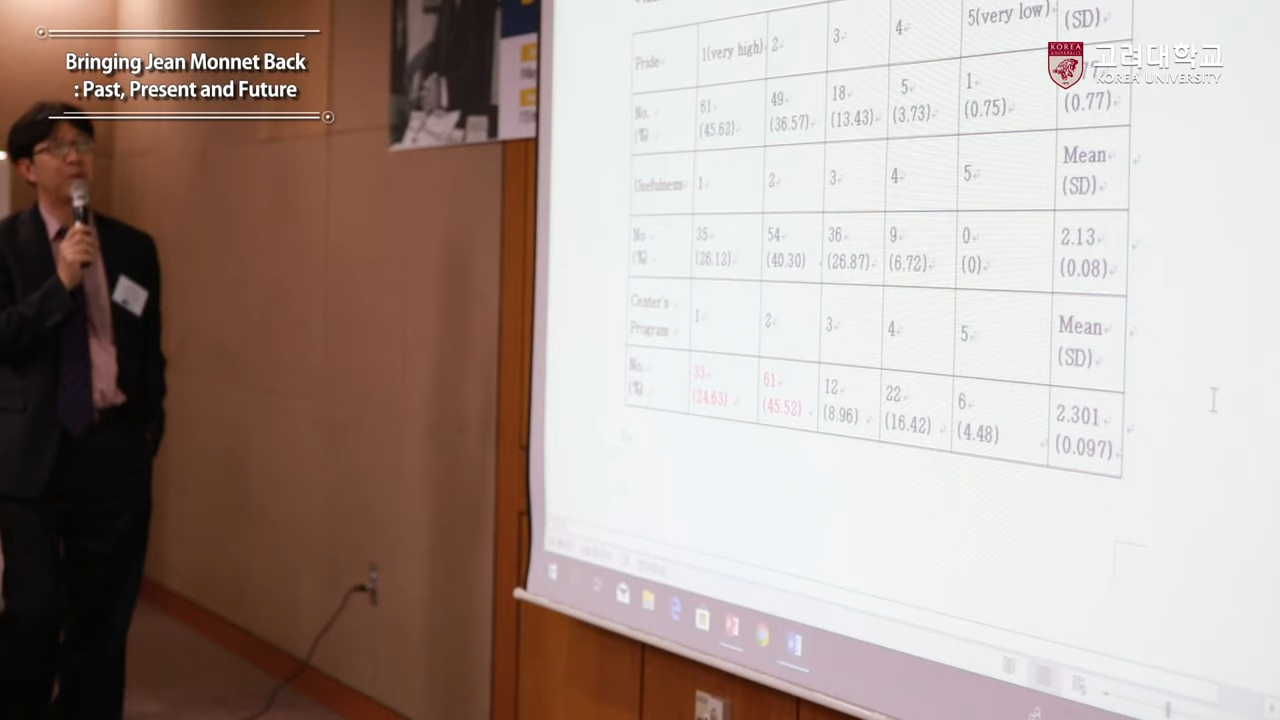 Bringing Jean Monnet Back
: Past, Present and Future
KOREA
고려대학교
KOREA UNIVERSITY
Pride 1(very high) 2 3 4 5(very low) (SD)
No. 61 49 18 5 1
(%) (45.62) (36.57) (13.43) (3.73) (0.75) (0.77)
Usefulness 1 2 3 4 5 Mean
(SD)
No 35 54 36 9 0 2.13
(%) (26.12) (40.30) (26.87) (6.72) (0) (0.08)
Center's 1 2 3 4 5 Mean
Program (SD)
No. 33 61 12 22 6 2.301
(%) (24.63) (45.52) (8.96) (16.42) (4.48) (0.097)